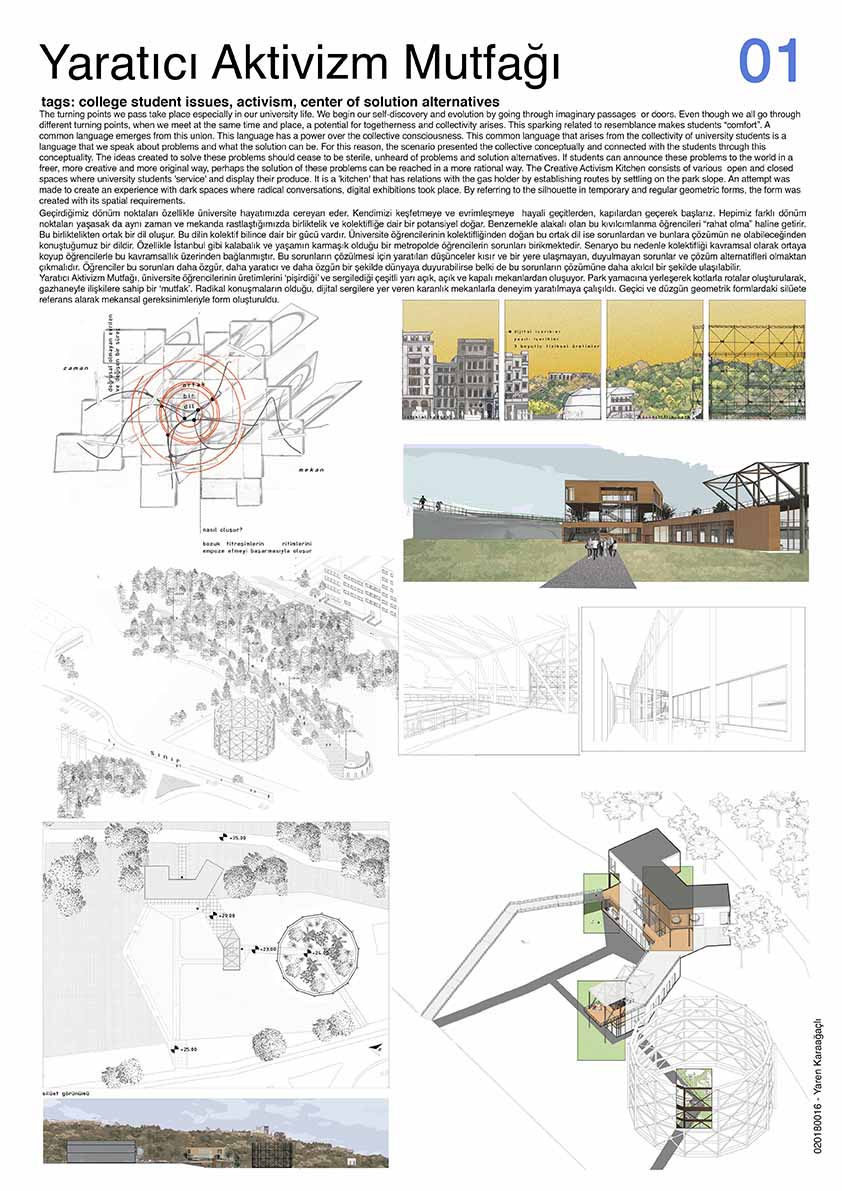 Yaratıcı Aktivizm Mutfağı
01
tags: college student issues, activism, center of solution alternatives
The turning points we pass take place especially in our university life. We begin our self-discovery and evolution by going through imaginary passages or doors. Even though we all go through
different turning points, when we meet at the same time and place, a potential for togetherness and collectivity arises. This sparking related to resemblance makes students “comfort”. A
common language emerges from this union. This language has a power over the collective consciousness. This common language that arises from the collectivity of university students is a
language that we speak about problems and what the solution can be. For this reason, the scenario presented the collective conceptually and connected with the students through this
conceptuality. The ideas created to solve these problems should cease to be sterile, unheard of problems and solution alternatives. If students can announce these problems to the world in a
freer, more creative and more original way, perhaps the solution of these problems can be reached in a more rational way. The Creative Activism Kitchen consists of various open and closed
spaces where university students 'service' and display their produce. It is a 'kitchen' that has relations with the gas holder by establishing routes by settling on the park slope. An attempt was
made to create an experience with dark spaces where radical conversations, digital exhibitions took place. By referring to the silhouette in temporary and regular geometric forms, the form was
created with its spatial requirements.
Geçirdiğimiz dönüm noktaları özellikle üniversite hayatımızda cereyan eder. Kendimizi keşfetmeye ve evrimleşmeye hayali geçitlerden, kapılardan geçerek başlarız. Hepimiz farklı dönüm
noktaları yaşasak da aynı zaman ve mekanda rastlaştığımızda birliktelik ve kolektifliğe dair bir potansiyel doğar. Benzemekle alakalı olan bu kıvılcımlanma öğrencileri “rahat olma” haline getirir.
Bu birliktelikten ortak bir dil oluşur. Bu dilin kolektif bilince dair bir gücü vardır. Üniversite öğrencilerinin kolektifliğinden doğan bu ortak dil ise sorunlardan ve bunlara çözümün ne olabileceğinden
konuştuğumuz bir dildir. Özellikle İstanbul gibi kalabalık ve yaşamın karmaşık olduğu bir metropolde öğrencilerin sorunları birikmektedir. Senaryo bu nedenle kolektifliği kavramsal olarak ortaya
koyup öğrencilerle bu kavramsallık üzerinden bağlanmıştır. Bu sorunların çözülmesi için yaratılan düşünceler kısır ve bir yere ulaşmayan, duyulmayan sorunlar ve çözüm alternatifleri olmaktan
çıkmalıdır. Öğrenciler bu sorunları daha özgür, daha yaratıcı ve daha özgün bir şekilde dünyaya duyurabilirse belki de bu sorunların çözümüne daha akılcıl bir şekilde ulaşılabilir.
Yaratıcı Aktivizm Mutfağı, üniversite öğrencilerinin üretimlerini ‘pişirdiği’ ve sergilediği çeşitli yarı açık, açık ve kapalı mekanlardan oluşuyor. Park yamacına yerleşerek kotlarla rotalar oluşturularak,
gazhaneyle ilişkilere sahip bir ‘mutfak’. Radikal konuşmaların olduğu, dijital sergilere yer veren karanlık mekanlarla deneyim yaratılmaya çalışıldı. Geçici ve düzgün geometrik formlardaki silüete
referans alarak mekansal gereksinimleriyle form oluşturuldu.
zaman
doğrusal olmayan evrilen
ve değişen bir süreç
ortak
bir
dil
mekan
nasıl oluşur?
bozuk titreşimlerin ritimlerini
empoze etmeyi başarmasıyla oluşur
dijital içerikler
yazılı içerikler
3 boyutlu fiziksel üretimler
sınır
+35.00
+29.00
+23.00
+24.00
+25.00
silüet görünümü
020180016 - Yaren Karaağaçlı